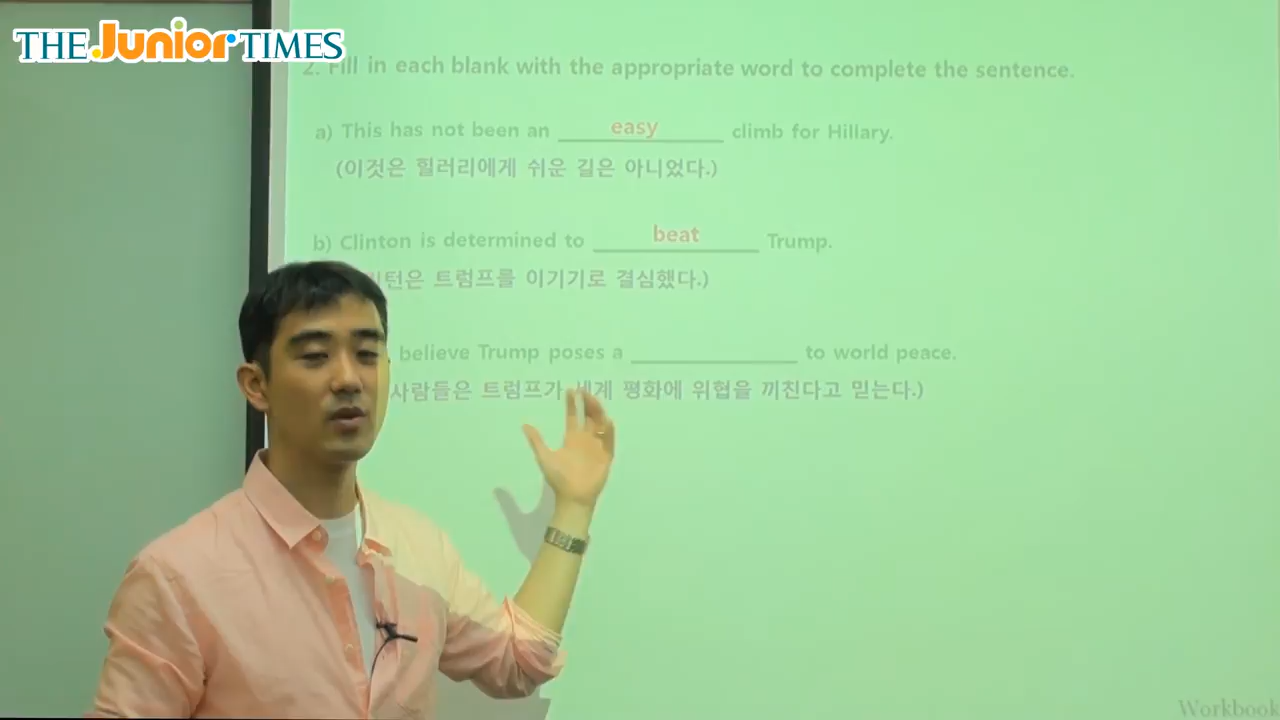 THE Junior TIMES
2. Fill in each blank with the appropriate word to complete the sentence.
a) This has not been an easy climb for Hillary.
(이것은 힐러리에게 쉬운 길은 아니었다.)
b) Clinton is determined to beat Trump.
턴은 트럼프를 이기기로 결심했다.)
believe Trump poses a ________ to world peace.
사람들은 트럼프가 세계 평화에 위협을 끼친다고 믿는다.)
Workbook